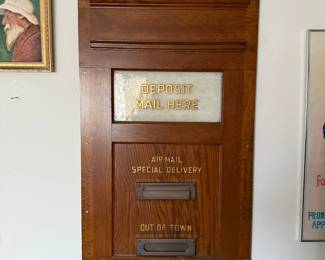 DEPOSIT
MAIL HERE
AIR MAIL
SPECIAL DELIVERY
OUT OF TOWN